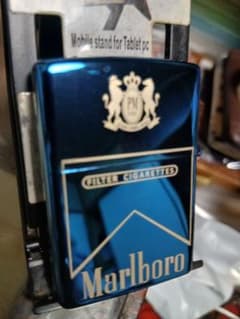 Mobile stand for Tablet pc
PM
FILTER CIGARETTES
Marlboro